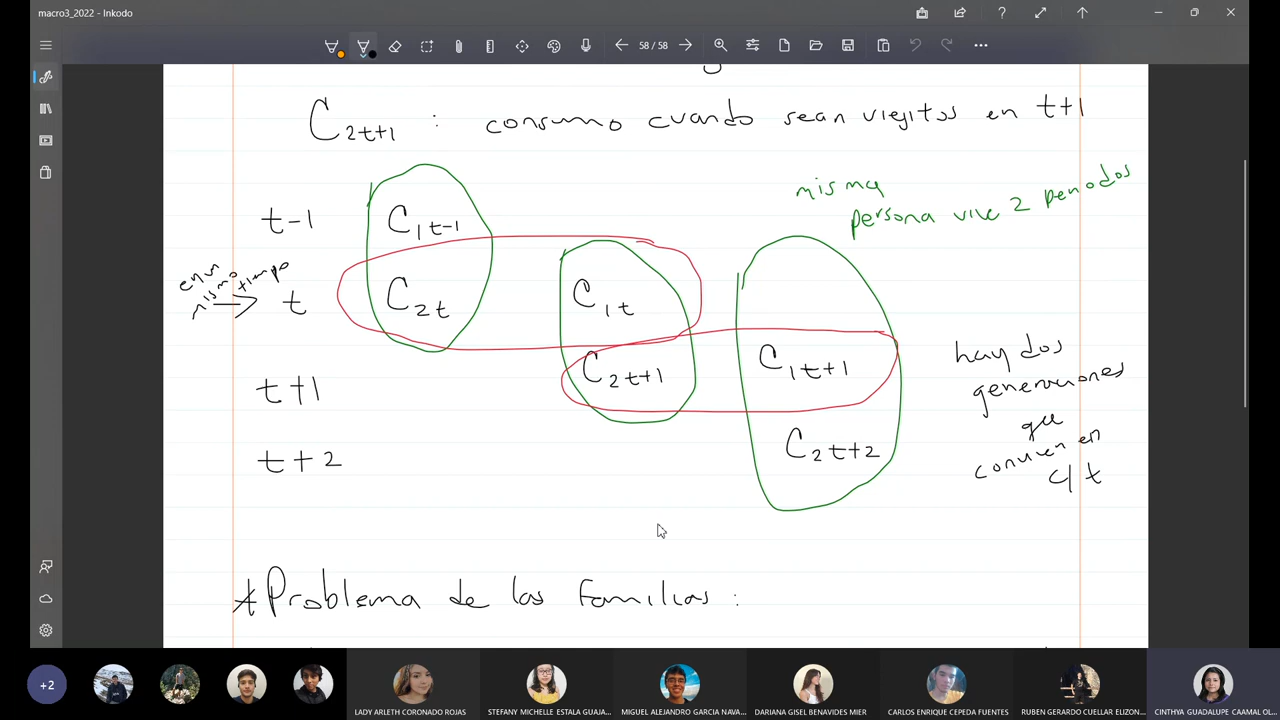 macro3_2022 - Inkodo
58 / 58
C2t+1 : consumo cuando sean viejitos en t+1
misma
persona vive 2 periodos
t-1 C1t-1
en un
mismo tiempo
t C2t C1t
t+1 C2t+1 C1t+1
t+2 C2t+2
hay dos
generaciones
que
conviven en
c/ t
*Problema de las familias :
+2
LADY ARLETH CORONADO ROJAS
STEFANY MICHELLE ESTALA GUAJA...
MIGUEL ALEJANDRO GARCIA NAVA...
DARIANA GISEL BENAVIDES MIER
CARLOS ENRIQUE CEPEDA FUENTES
RUBEN GERARDO CUELLAR ELIZON...
CINTHYA GUADALUPE CAAMAL OL...